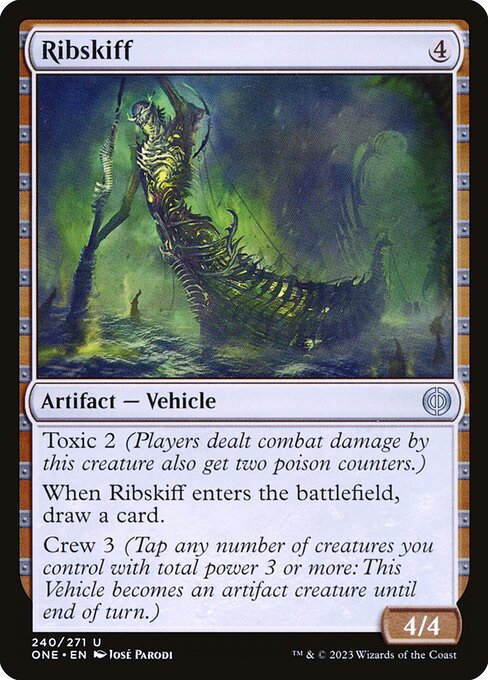 Ribskiff 4
Artifact — Vehicle
Toxic 2 (Players dealt combat damage by
this creature also get two poison counters.)
When Ribskiff enters the battlefield,
draw a card.
Crew 3 (Tap any number of creatures you
control with total power 3 or more: This
Vehicle becomes an artifact creature until
end of turn.)
4/4
240/271 U
ONE • EN José Parodi ™ & © 2023 Wizards of the Coast